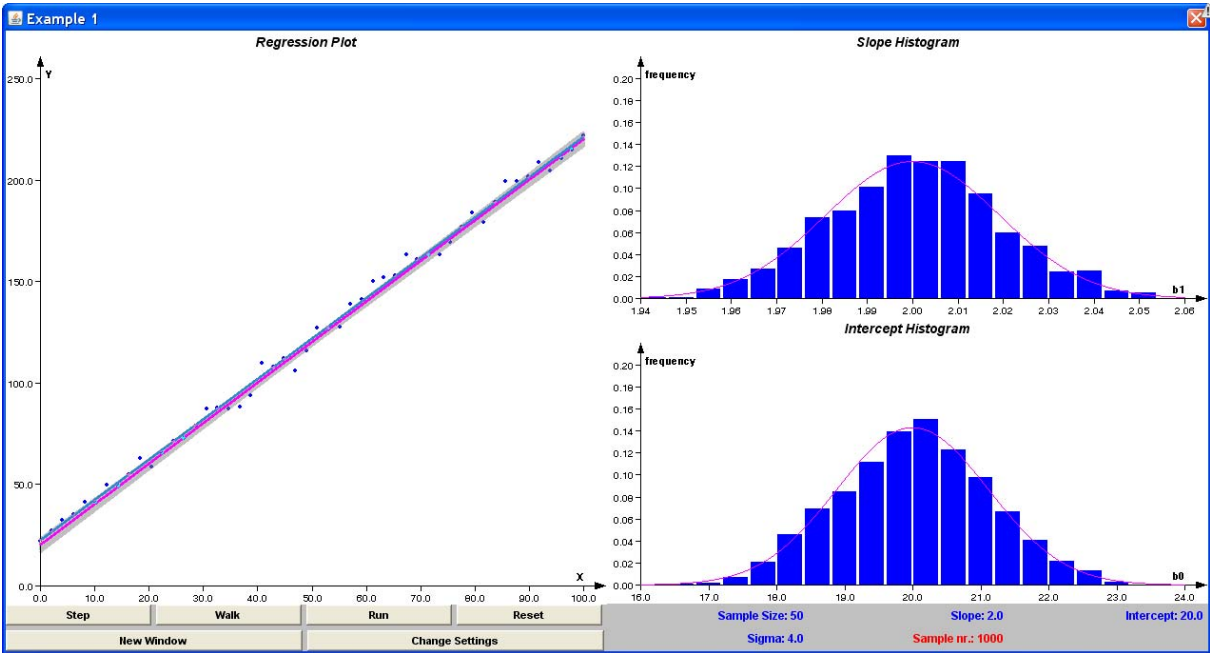 Example 1
Regression Plot
Y
250.0
200.0
150.0
100.0
50.0
0.0
X
0.0 10.0 20.0 30.0 40.0 50.0 60.0 70.0 80.0 90.0 100.0
Slope Histogram
frequency
0.20
0.18
0.16
0.14
0.12
0.10
0.08
0.06
0.04
0.02
0.00
b1
1.94 1.95 1.96 1.97 1.98 1.99 2.00 2.01 2.02 2.03 2.04 2.05 2.06
Intercept Histogram
frequency
0.20
0.18
0.16
0.14
0.12
0.10
0.08
0.06
0.04
0.02
0.00
b0
16.0 17.0 18.0 19.0 20.0 21.0 22.0 23.0 24.0
Step Walk Run Reset
New Window Change Settings
Sample Size: 50 Slope: 2.0 Intercept: 20.0
Sigma: 4.0 Sample nr.: 1000